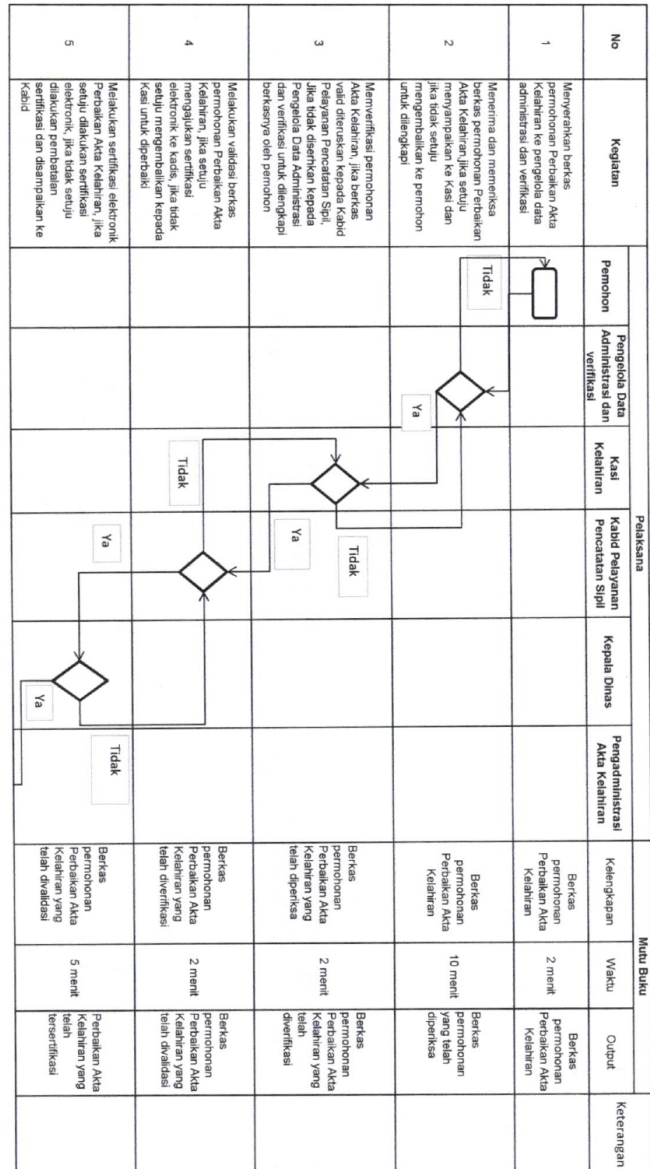 No
Kegiatan
Pelaksana
Mutu Buku
Keterangan
Pemohon
Pengelola Data
Administrasi dan
verifikasi
Kasi
Kelahiran
Kabid Pelayanan
Pencatatan Sipil
Kepala Dinas
Pengadministrasi
Akta Kelahiran
Kelengkapan
Waktu
Output
1
Menyerahkan berkas
permohonan Perbaikan Akta
Kelahiran ke pengelola data
administrasi dan verifikasi
Berkas
permohonan
Perbaikan Akta
Kelahiran
2 menit
Berkas
permohonan
Perbaikan Akta
Kelahiran
2
Menerima dan memeriksa
berkas permohonan Perbaikan
Akta Kelahiran,jika setuju
menyampaikan ke Kasi dan
jika tidak setuju
mengembalikan ke permohon
untuk dilengkapi
Tidak
Ya
Berkas
permohonan
Perbaikan Akta
Kelahiran
10 menit
Berkas
permohonan
yang telah
diperiksa
3
Memverifikasi permohonan
Akta Kelahiran, jika berkas
valid diteruskan kepada Kabid
Pelayanan Pencatatan Sipil,
Jika tidak diserhkan kepada
Pengelola Data Administrasi
dan verifikasi untuk dilengkapi
berkasnya oleh pemohon
Ya
Tidak
Berkas
permohonan
Perbaikan Akta
Kelahiran yang
telah diperiksa
2 menit
Berkas
permohonan
Perbaikan Akta
Kelahiran yang
telah
diverifikasi
4
Melakukan validasi berkas
permohonan Perbaikan Akta
Kelahiran, jika setuju
mengajukan sertifikasi
elektronik ke kadis, jika tidak
setuju mengembalikan kepada
Kasi untuk diperbaiki
Tidak
Berkas
permohonan
Perbaikan Akta
Kelahiran yang
telah diverifikasi
2 menit
Berkas
permohonan
Perbaikan Akta
Kelahiran yang
telah divalidasi
5
Melakukan sertifikasi elektronik
Perbaikan Akta Kelahiran, jika
setuju dilakukan sertifikasi
elektronik, jika tidak setuju
dilakukan pembatalan
sertifikasi dan disampaikan ke
Kabid
Ya
Ya
Tidak
Berkas
permohonan
Perbaikan Akta
Kelahiran yang
telah divalidasi
5 menit
Perbaikan Akta
Kelahiran yang
telah
tersertifikasi